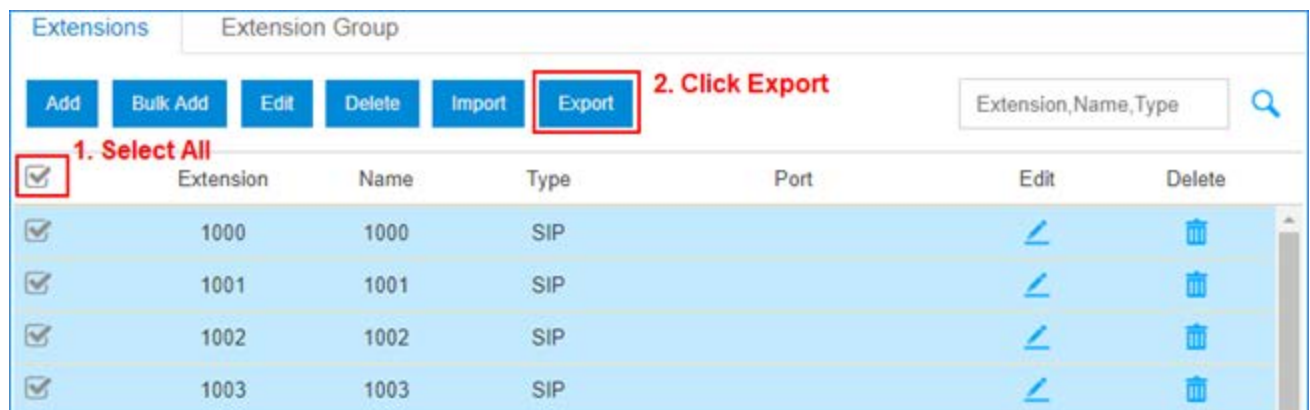 Extensions Extension Group
Add Bulk Add Edit Delete Import Export 2. Click Export Extension,Name,Type
1. Select All
Extension Name Type Port Edit Delete
1000 1000 SIP
1001 1001 SIP
1002 1002 SIP
1003 1003 SIP